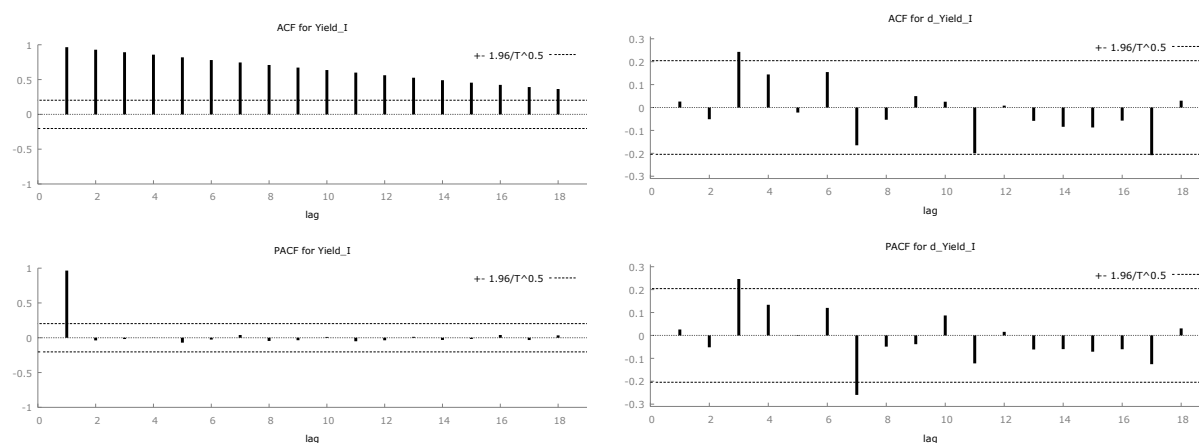 ACF for Yield_I
+- 1.96/T^0.5
1
0.5
0
-0.5
-1
0 2 4 6 8 10 12 14 16 18
lag
PACF for Yield_I
+- 1.96/T^0.5
1
0.5
0
-0.5
-1
0 2 4 6 8 10 12 14 16 18
lag
ACF for d_Yield_I
+- 1.96/T^0.5
0.3
0.2
0.1
0
-0.1
-0.2
-0.3
0 2 4 6 8 10 12 14 16 18
lag
PACF for d_Yield_I
+- 1.96/T^0.5
0.3
0.2
0.1
0
-0.1
-0.2
-0.3
0 2 4 6 8 10 12 14 16 18
lag